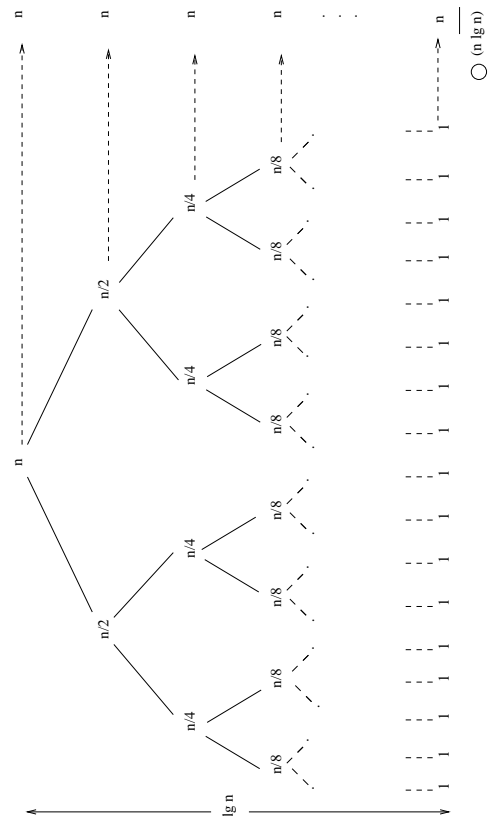 n n
n/2 n/2 n
n/4 n/4 n/4 n/4 n
lg n
n/8 n/8 n/8 n/8 n/8 n/8 n/8 n/8 n
. . . .
1 1 1 1 1 1 1 1 1 1 1 1 1 1 1 1 1 n
O (n lg n)